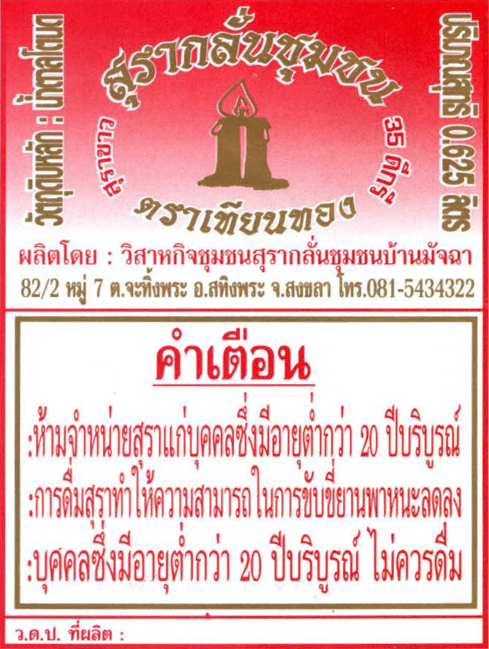 สุรากลั่นชุมชน
วัตถุดิบหลัก : น้ำตาลโตนด
สุราขาว
35 ดีกรี
ปริมาณสุทธิ 0.625 ลิตร
ตราเทียนทอง
ผลิตโดย : วิสาหกิจชุมชนสุรากลั่นชุมชนบ้านมัจฉา
82/2 หมู่ 7 ต.จะทิ้งพระ อ.สทิงพระ จ.สงขลา โทร.081-5434322
คำเตือน
:ห้ามจำหน่ายสุราแก่บุคคลซึ่งมีอายุต่ำกว่า 20 ปีบริบูรณ์
:การดื่มสุราทำให้ความสามารถในการขับขี่ยานพาหนะลดลง
:บุคคลซึ่งมีอายุต่ำกว่า 20 ปีบริบูรณ์ ไม่ควรดื่ม
ว.ด.ป. ที่ผลิต :